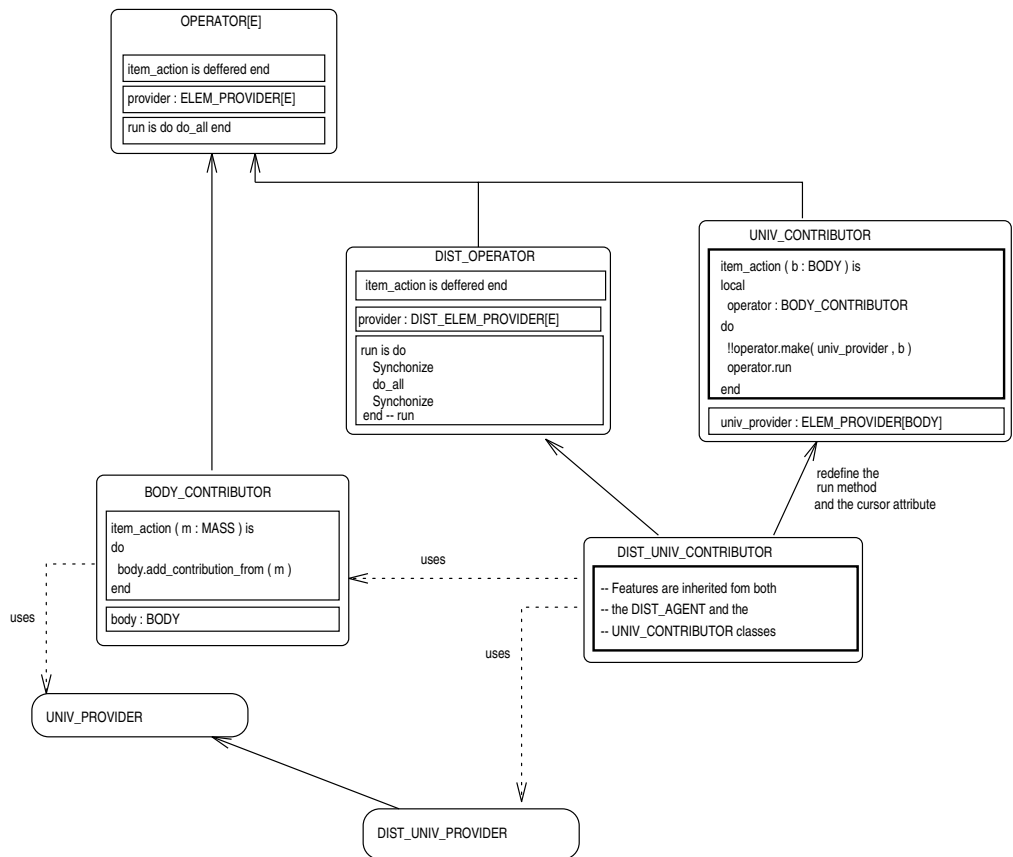 OPERATOR[E]
item_action is deffered end
provider : ELEM_PROVIDER[E]
run is do do_all end
DIST_OPERATOR
item_action is deffered end
provider : DIST_ELEM_PROVIDER[E]
run is do
Synchonize
do_all
Synchonize
end -- run
UNIV_CONTRIBUTOR
item_action ( b : BODY ) is
local
operator : BODY_CONTRIBUTOR
do
!!operator.make( univ_provider , b )
operator.run
end
univ_provider : ELEM_PROVIDER[BODY]
redefine the
run method
and the cursor attribute
BODY_CONTRIBUTOR
item_action ( m : MASS ) is
do
body.add_contribution_from ( m )
end
body : BODY
uses
DIST_UNIV_CONTRIBUTOR
-- Features are inherited fom both
-- the DIST_AGENT and the
-- UNIV_CONTRIBUTOR classes
uses
uses
UNIV_PROVIDER
DIST_UNIV_PROVIDER